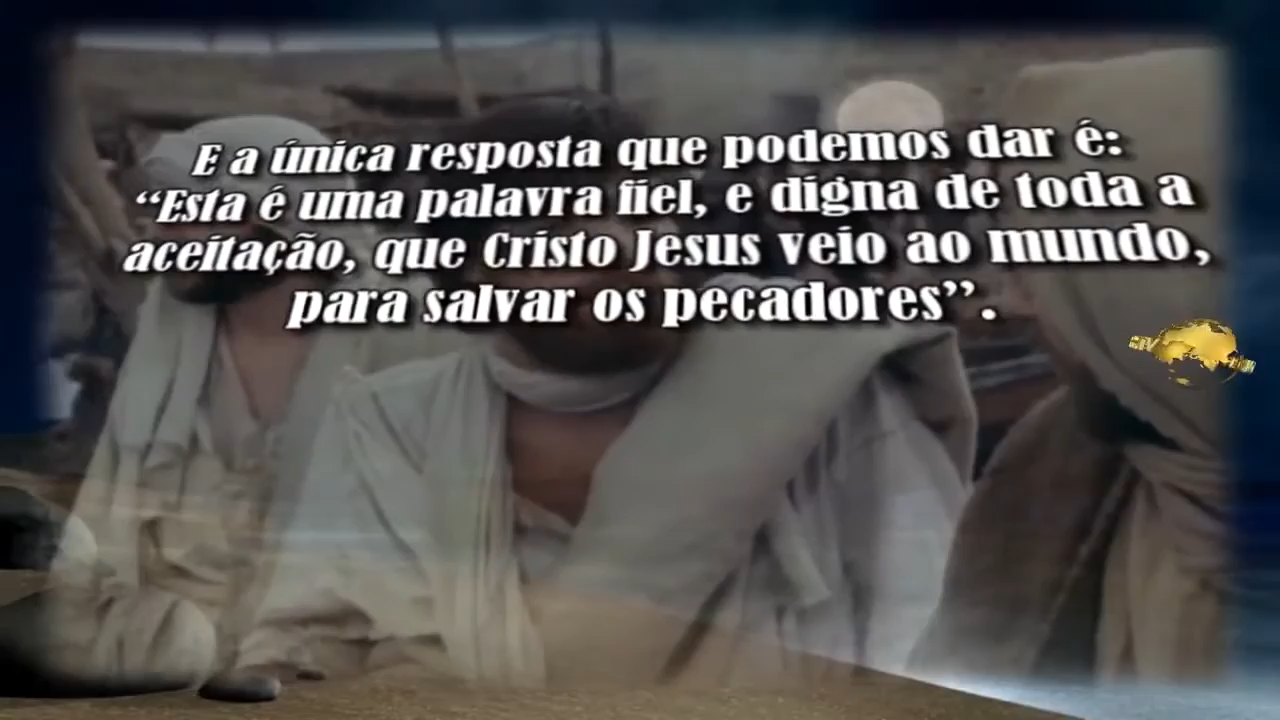 E a única resposta que podemos dar é:
“Esta é uma palavra fiel, e digna de toda a
aceitação, que Cristo Jesus veio ao mundo,
para salvar os pecadores”.